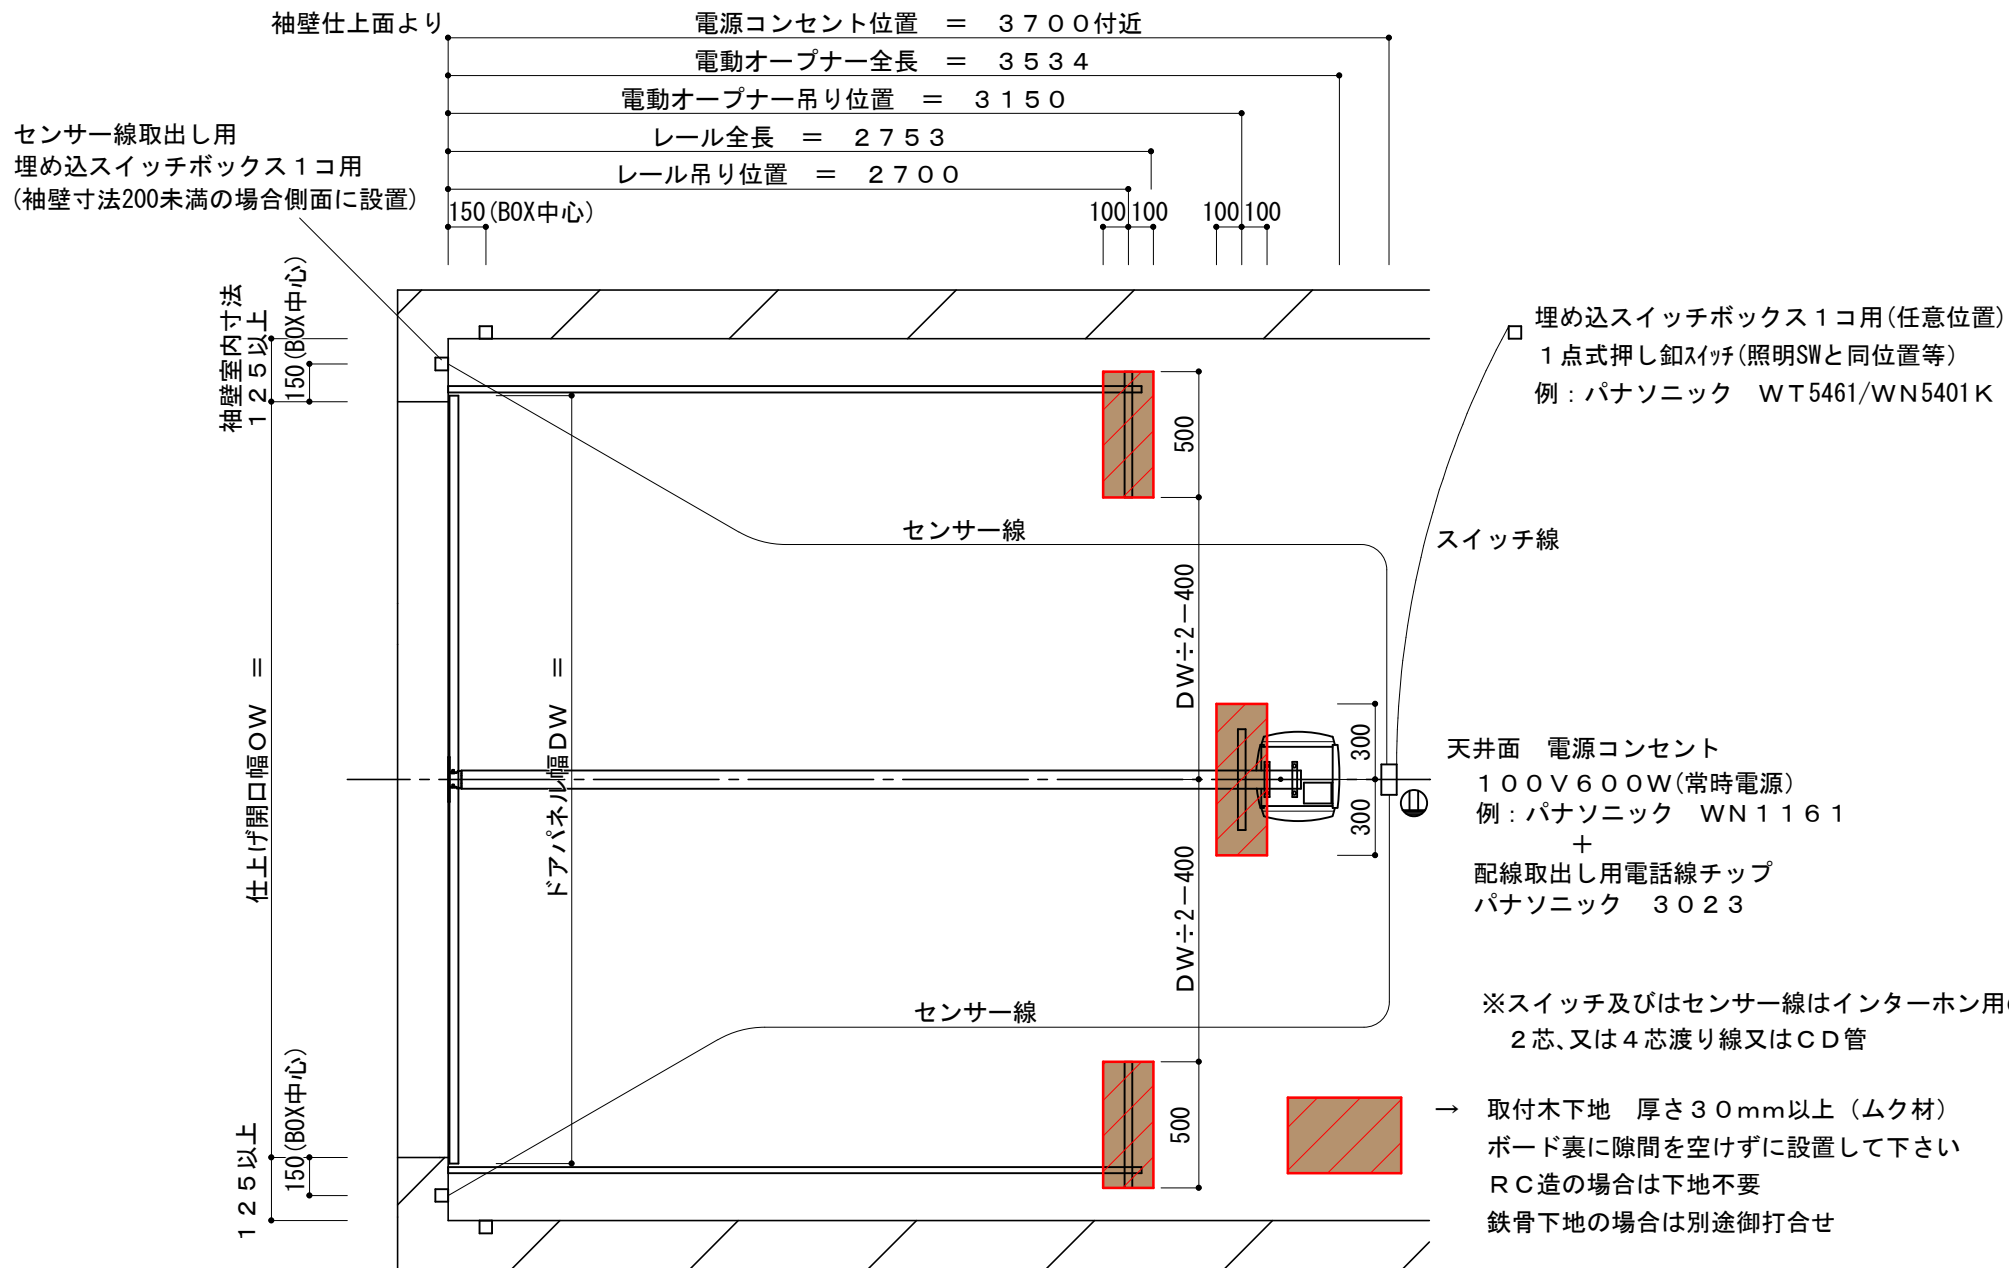 袖壁仕上面より
電源コンセント位置　＝　３７００付近
電動オープナー全長　＝　３５３４
電動オープナー吊り位置　＝　３１５０
レール全長　＝　２７５３
レール吊り位置　＝　２７００
150(BOX中心)
100 100
100 100
センサー線取出し用
埋め込スイッチボックス１コ用
(袖壁寸法200未満の場合側面に設置)
袖壁室内寸法
１２５以上
150(BOX中心)
埋め込スイッチボックス１コ用(任意位置)
１点式押し釦ｽｲｯﾁ(照明SWと同位置等)
例：パナソニック　ＷＴ5461/ＷＮ5401Ｋ
500
センサー線
スイッチ線
ＤＷ÷2－400
仕上げ開口幅ＯＷ　＝
ドアパネル幅ＤＷ　＝
300
300
天井面　電源コンセント
１００Ｖ６００Ｗ(常時電源)
例：パナソニック　ＷＮ１１６１
＋
配線取出し用電話線チップ
パナソニック　３０２３
ＤＷ÷2－400
センサー線
※スイッチ及びはセンサー線はインターホン用
２芯、又は４芯渡り線又はＣＤ管
500
150(BOX中心)
１２５以上
→　取付木下地　厚さ３０ｍｍ以上（ムク材）
ボード裏に隙間を空けずに設置して下さい
ＲＣ造の場合は下地不要
鉄骨下地の場合は別途御打合せ